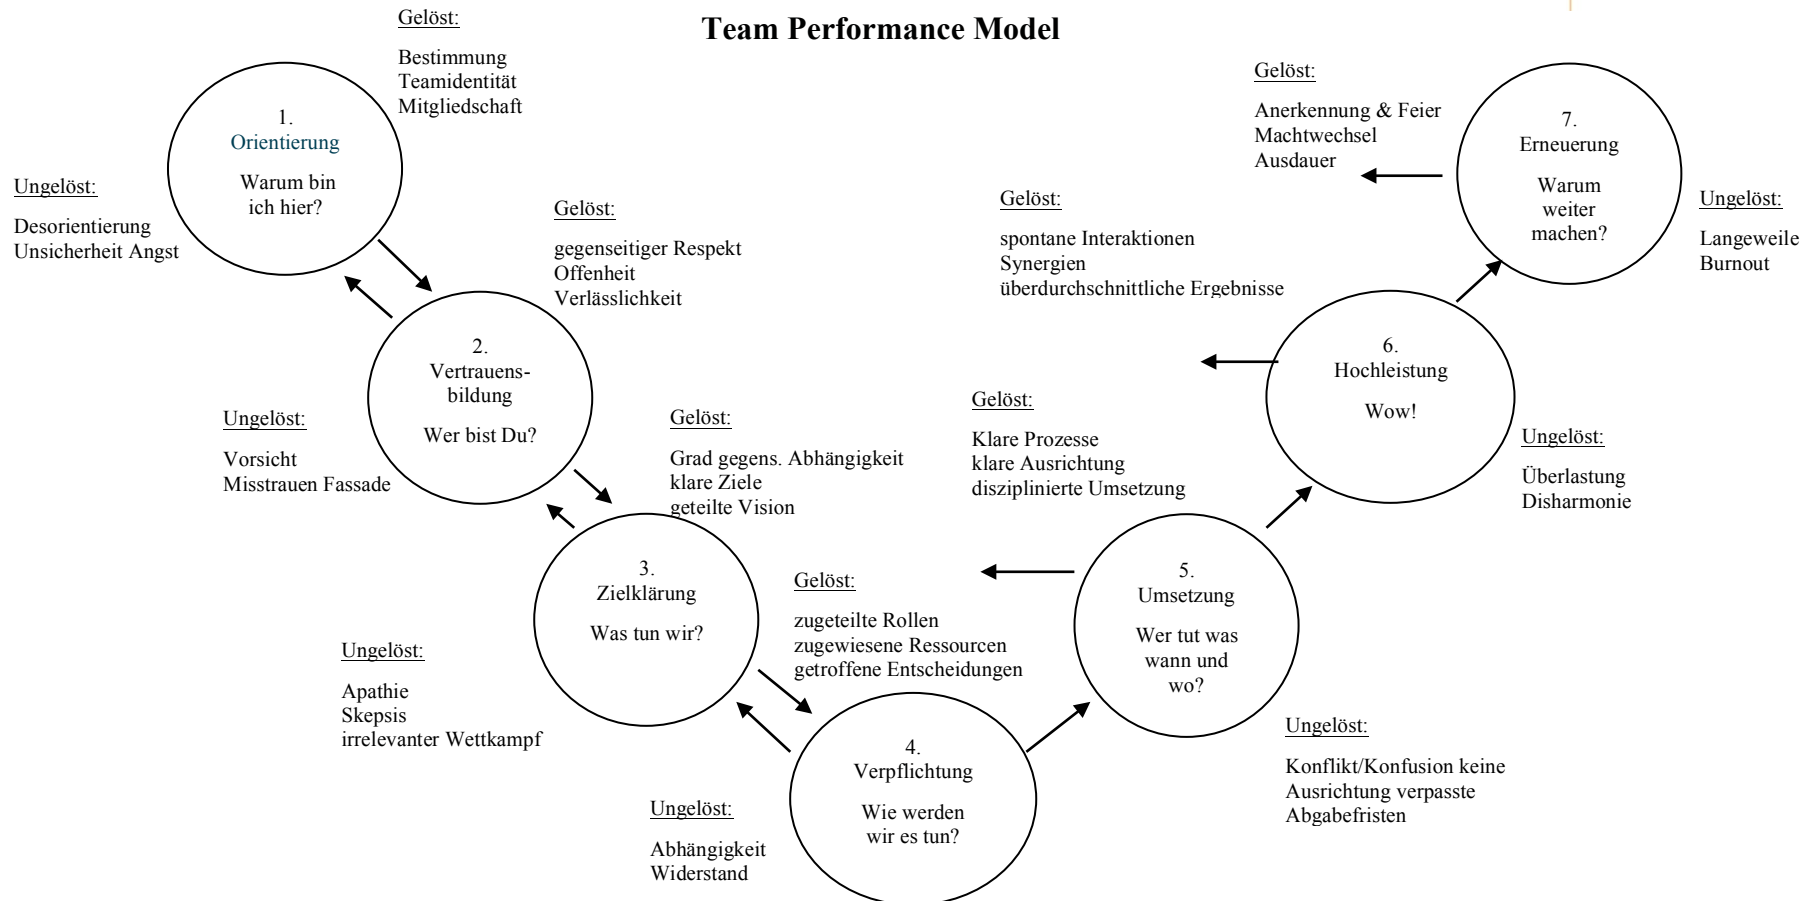 Team Performance Model
Gelöst:
Bestimmung
Teamidentität
Mitgliedschaft
1.
Orientierung
Warum bin
ich hier?
Ungelöst:
Desorientierung
Unsicherheit Angst
Gelöst:
gegenseitiger Respekt
Offenheit
Verlässlichkeit
2.
Vertrauens-
bildung
Wer bist Du?
Ungelöst:
Vorsicht
Misstrauen Fassade
Gelöst:
Grad gegens. Abhängigkeit
klare Ziele
geteilte Vision
3.
Zielklärung
Was tun wir?
Ungelöst:
Apathie
Skepsis
irrelevanter Wettkampf
Gelöst:
zugeteilte Rollen
zugewiesene Ressourcen
getroffene Entscheidungen
4.
Verpflichtung
Wie werden
wir es tun?
Ungelöst:
Abhängigkeit
Widerstand
Gelöst:
Klare Prozesse
klare Ausrichtung
disziplinierte Umsetzung
5.
Umsetzung
Wer tut was
wann und
wo?
Ungelöst:
Konflikt/Konfusion keine
Ausrichtung verpasste
Abgabefristen
Gelöst:
spontane Interaktionen
Synergien
überdurchschnittliche Ergebnisse
6.
Hochleistung
Wow!
Ungelöst:
Überlastung
Disharmonie
Gelöst:
Anerkennung & Feier
Machtwechsel
Ausdauer
7.
Erneuerung
Warum
weiter
machen?
Ungelöst:
Langeweile
Burnout